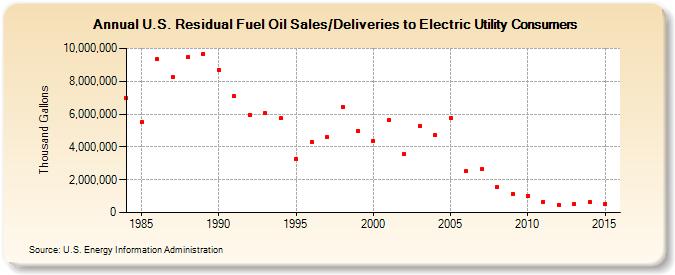 Annual U.S. Residual Fuel Oil Sales/Deliveries to Electric Utility Consumers
Thousand Gallons
10,000,000
8,000,000
6,000,000
4,000,000
2,000,000
0
1985 1990 1995 2000 2005 2010 2015
Source: U.S. Energy Information Administration